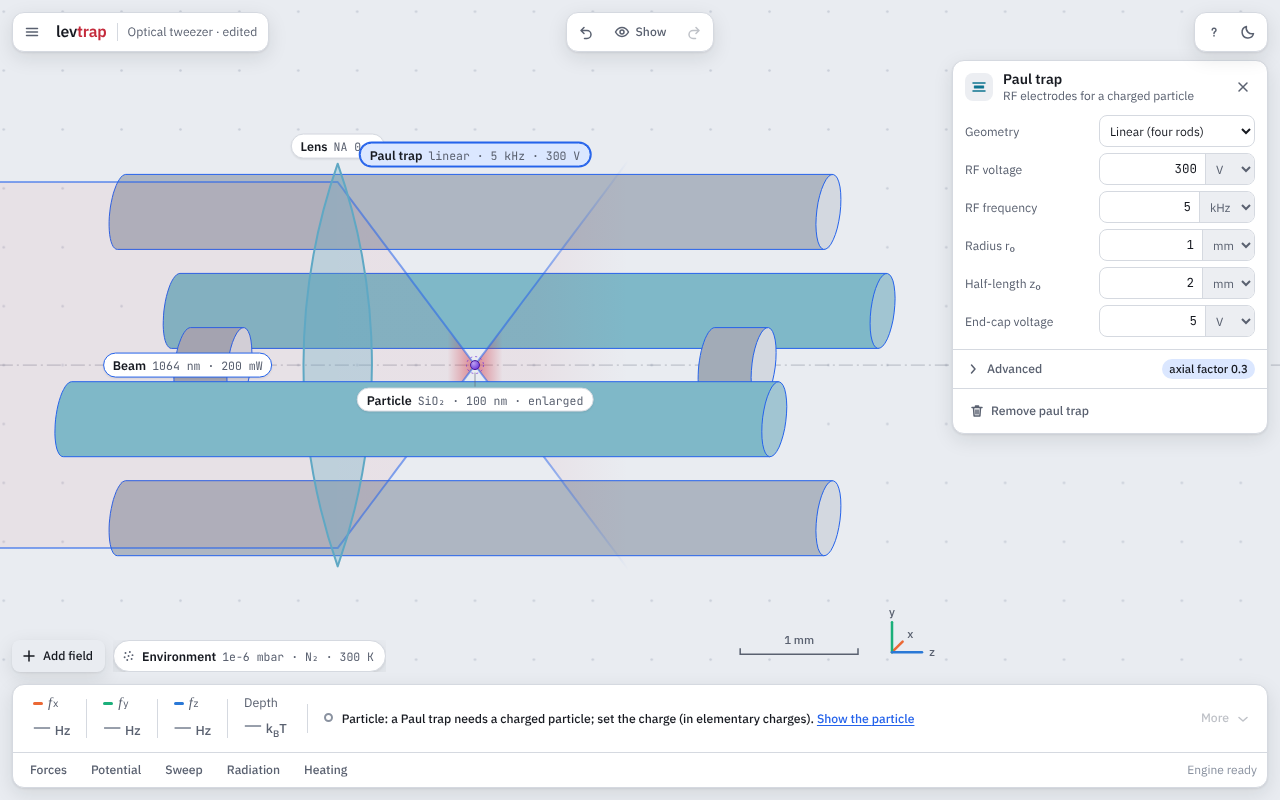 levtrap
Optical tweezer · edited
Show
?
Paul trap
RF electrodes for a charged particle
Geometry
Linear (four rods)
RF voltage
300
V
RF frequency
5
kHz
Radius r₀
1
mm
Half-length z₀
2
mm
End-cap voltage
5
V
Advanced
axial factor 0.3
Remove paul trap
Lens NA 0
Paul trap linear · 5 kHz · 300 V
Beam 1064 nm · 200 mW
Particle SiO₂ · 100 nm · enlarged
1 mm
y
x
z
Add field
Environment 1e-6 mbar · N₂ · 300 K
fx
— Hz
fy
— Hz
fz
— Hz
Depth
— kBT
Particle: a Paul trap needs a charged particle; set the charge (in elementary charges). Show the particle
More
Forces
Potential
Sweep
Radiation
Heating
Engine ready